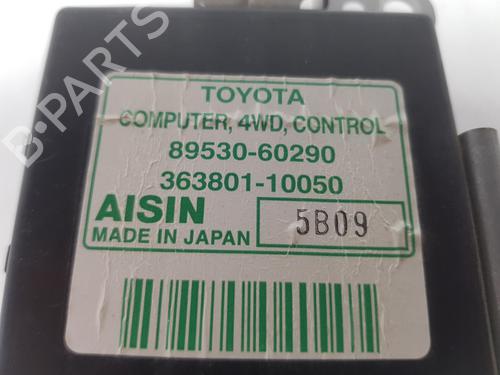 TOYOTA
COMPUTER, 4WD, CONTROL
89530-60290
363801-10050
AISIN
MADE IN JAPAN
5B09
B-PARTS